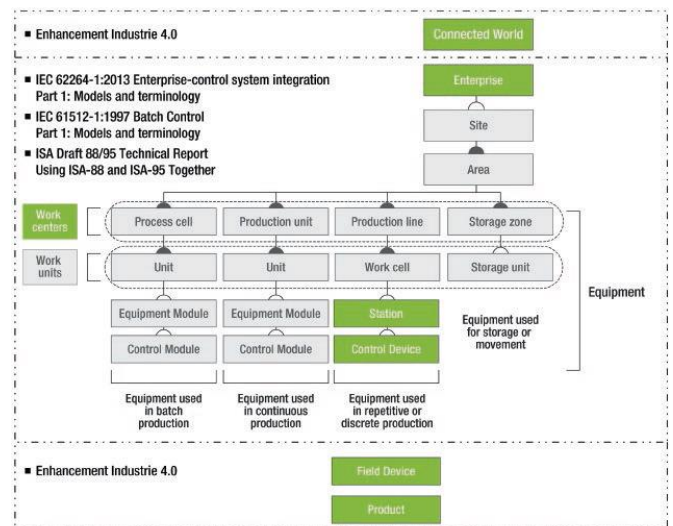 ■ Enhancement Industrie 4.0
Connected World
■ IEC 62264-1:2013 Enterprise-control system integration
Part 1: Models and terminology
■ IEC 61512-1:1997 Batch Control
Part 1: Models and terminology
■ ISA Draft 88/95 Technical Report
Using ISA-88 and ISA-95 Together
Enterprise
Site
Area
Work
centers
Process cell
Production unit
Production line
Storage zone
Work
units
Unit
Unit
Work cell
Storage unit
Equipment Module
Equipment Module
Station
Control Module
Control Module
Control Device
Equipment used
for storage or
movement
Equipment
Equipment used
in batch
production
Equipment used
in continuous
production
Equipment used
in repetitive or
discrete production
■ Enhancement Industrie 4.0
Field Device
Product